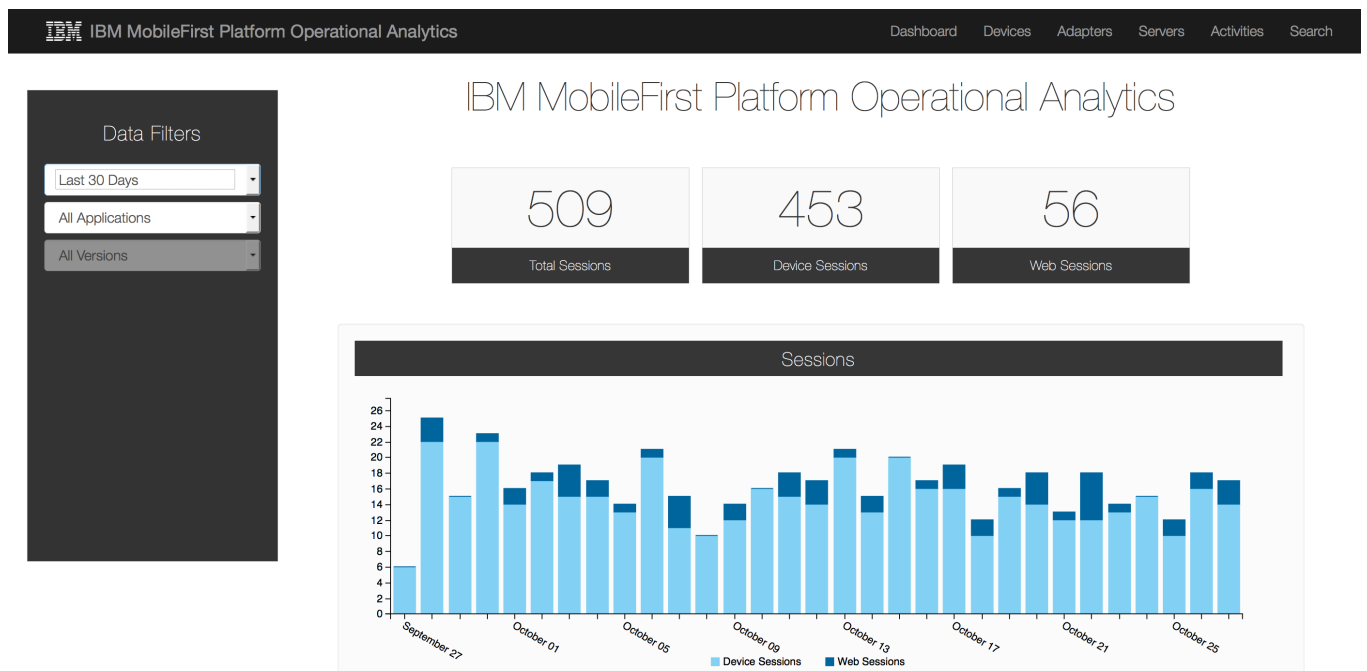 IBM IBM MobileFirst Platform Operational Analytics Dashboard Devices Adapters Servers Activities Search
IBM MobileFirst Platform Operational Analytics
Data Filters
Last 30 Days
All Applications
All Versions
509 453 56
Total Sessions Device Sessions Web Sessions
Sessions
26
24
22
20
18
16
14
12
10
8
6
4
2
0
September 27 October 01 October 05 October 09 October 13 October 17 October 21 October 25
Device Sessions Web Sessions